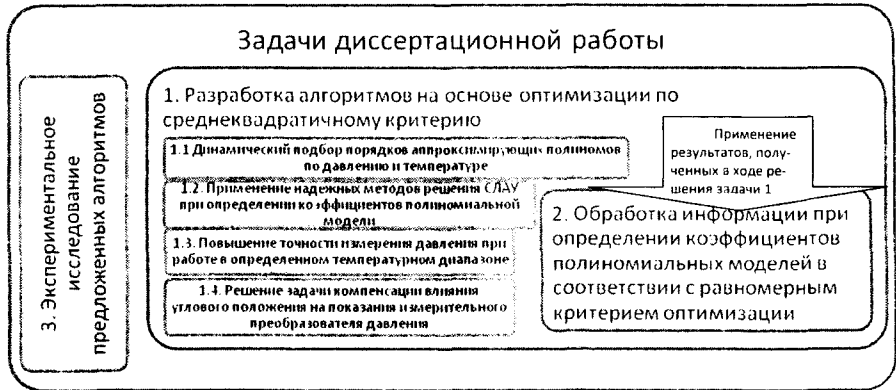 Задачи диссертационной работы
3. Экспериментальное
исследование
предложенных алгоритмов
1. Разработка алгоритмов на основе оптимизации по
среднеквадратичному критерию
1.1 Динамический подбор порядков аппроксимирующих полиномов
по давлению и температуре
1.2. Применение надежных методов решения СЛАУ
при определении коэффициентов полиномиальной
модели
1.3. Повышение точности измерения давления при
работе в определенном температурном диапазоне
1.4. Решение задачи компенсации влияния
углового положения на показания измерительного
преобразователя давления
Применение
результатов, полу-
ченных в ходе ре-
шения задачи 1
2. Обработка информации при
определении коэффициентов
полиномиальных моделей в
соответствии с равномерным
критерием оптимизации